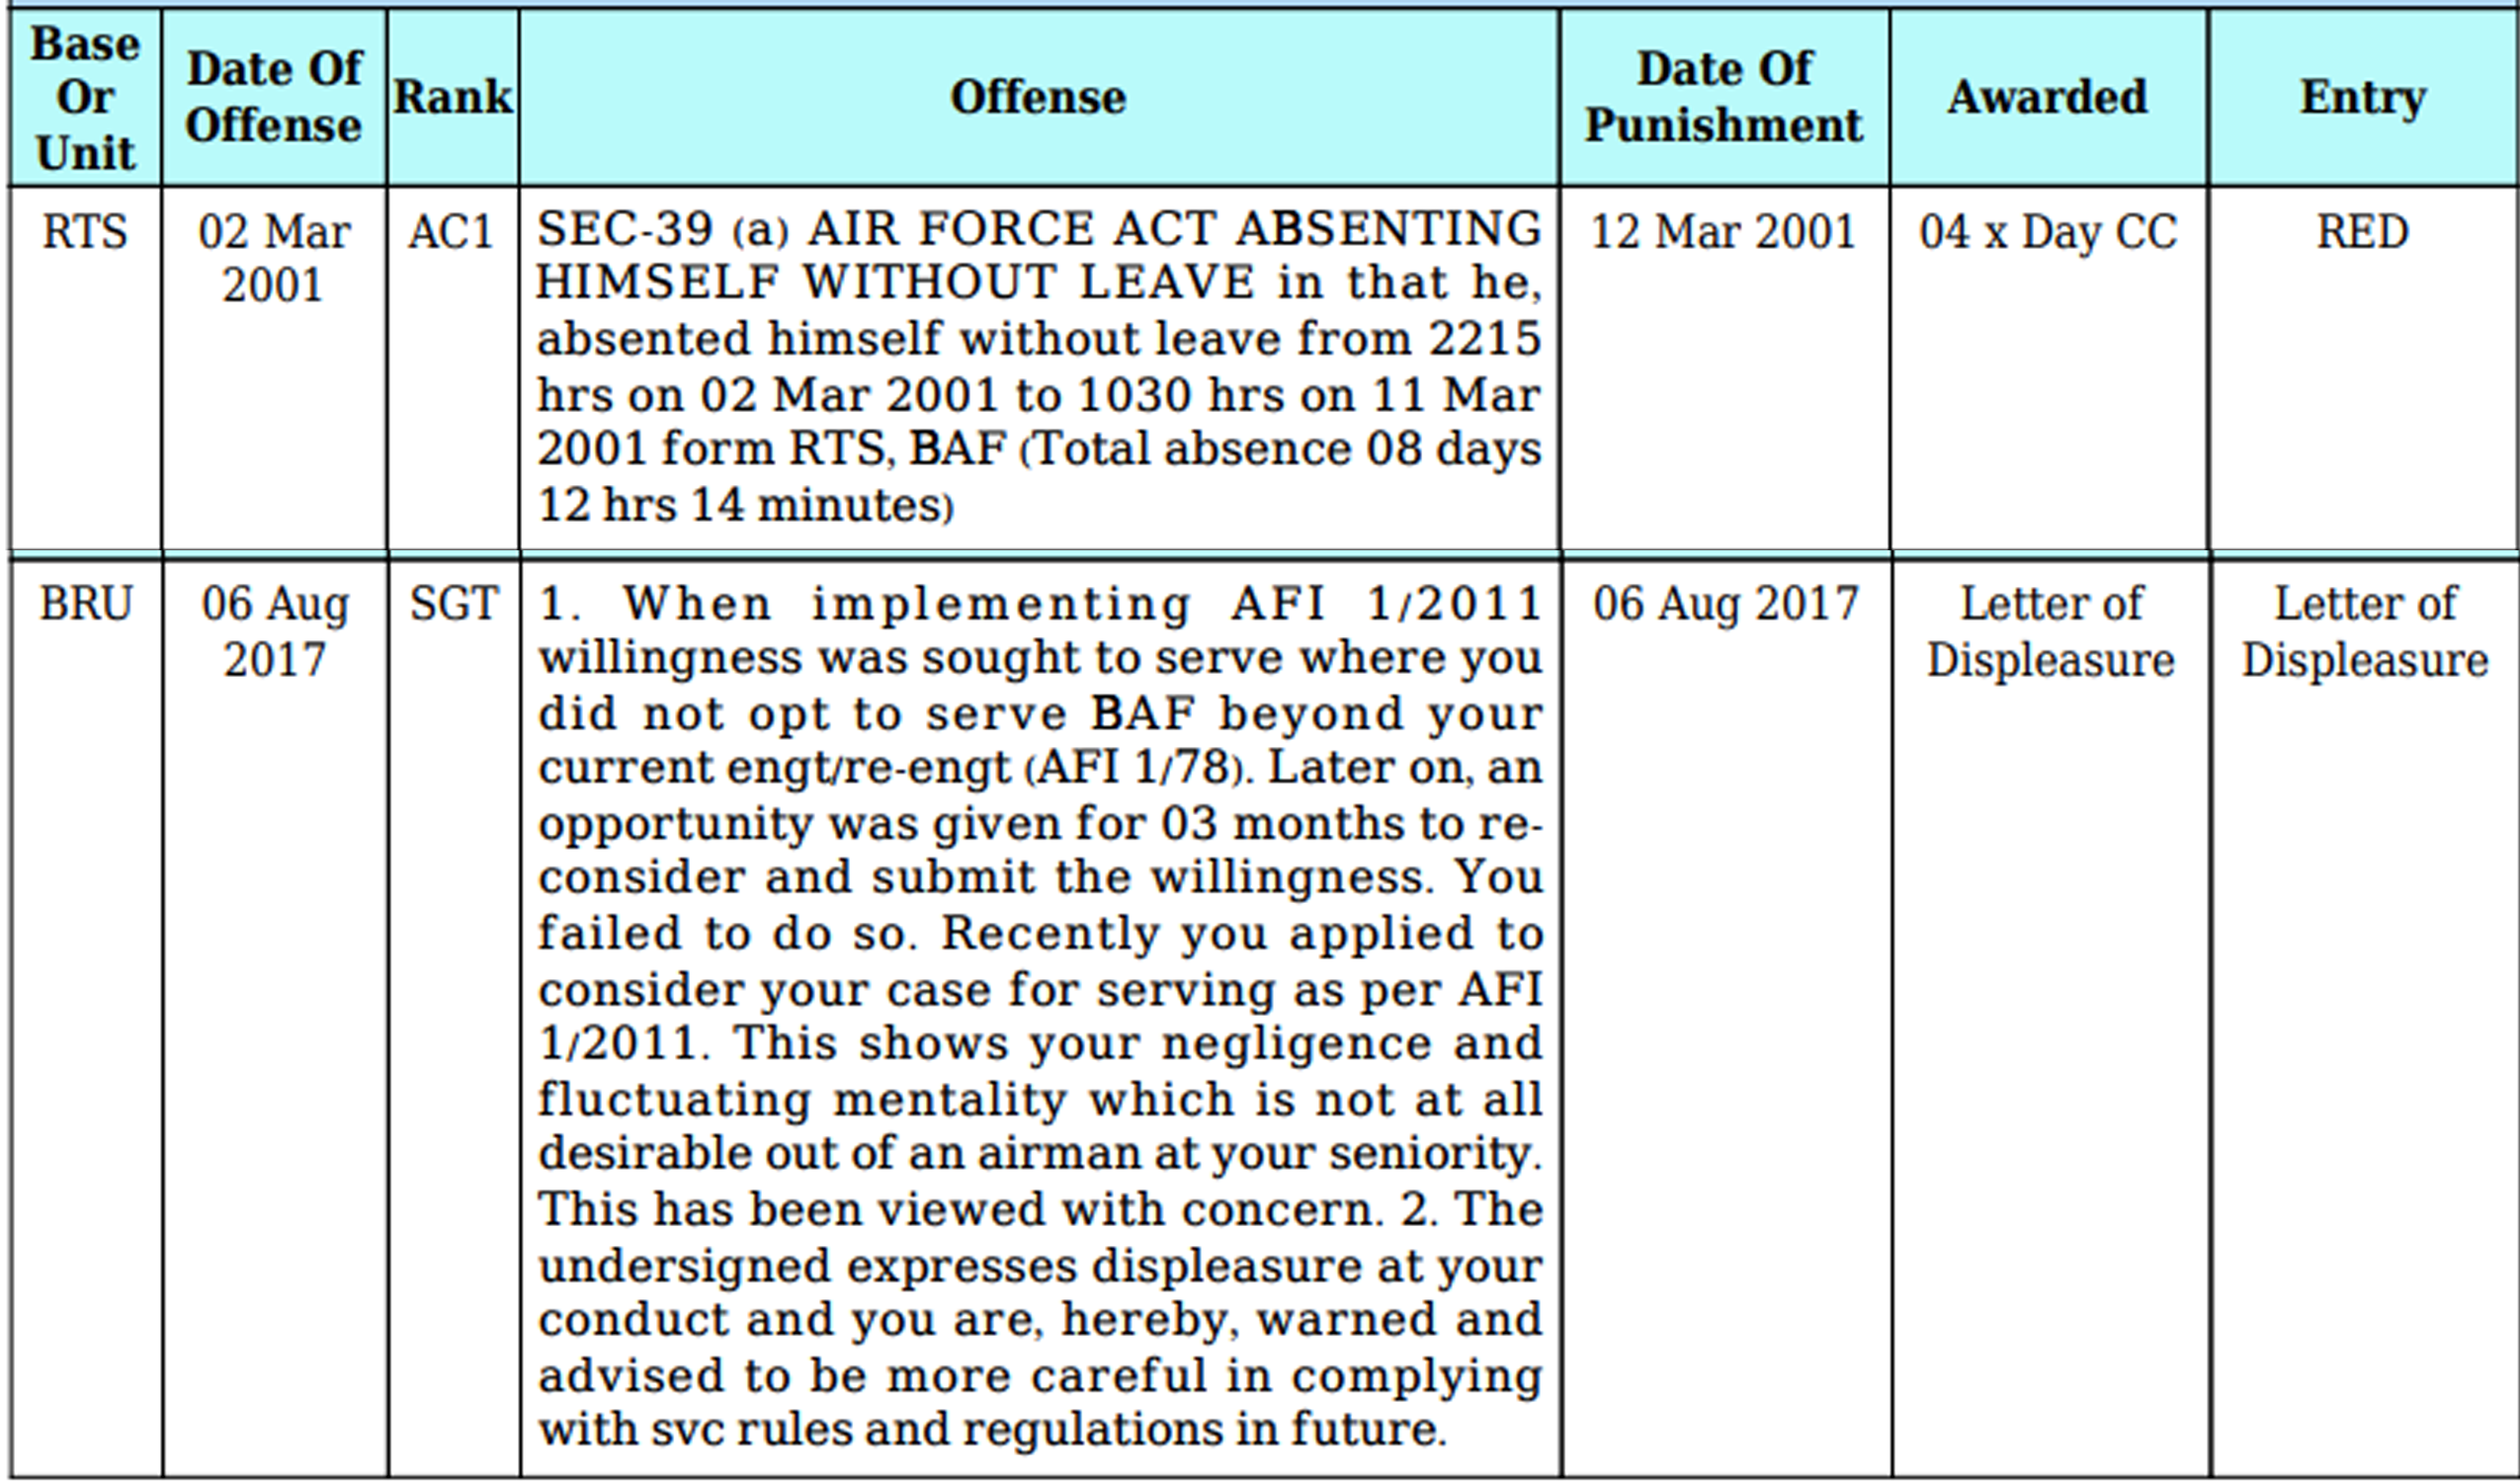 Base
Or
Unit
Date Of
Offense
Rank
Offense
Date Of
Punishment
Awarded
Entry
RTS
02 Mar
2001
AC1
SEC-39 (a) AIR FORCE ACT ABSENTING
HIMSELF WITHOUT LEAVE in that he,
absented himself without leave from 2215
hrs on 02 Mar 2001 to 1030 hrs on 11 Mar
2001 form RTS, BAF (Total absence 08 days
12 hrs 14 minutes)
12 Mar 2001
04 x Day CC
RED
BRU
06 Aug
2017
SGT
1. When implementing AFI 1/2011
willingness was sought to serve where you
did not opt to serve BAF beyond your
current engt/re-engt (AFI 1/78). Later on, an
opportunity was given for 03 months to re-
consider and submit the willingness. You
failed to do so. Recently you applied to
consider your case for serving as per AFI
1/2011. This shows your negligence and
fluctuating mentality which is not at all
desirable out of an airman at your seniority.
This has been viewed with concern. 2. The
undersigned expresses displeasure at your
conduct and you are, hereby, warned and
advised to be more careful in complying
with svc rules and regulations in future.
06 Aug 2017
Letter of
Displeasure
Letter of
Displeasure